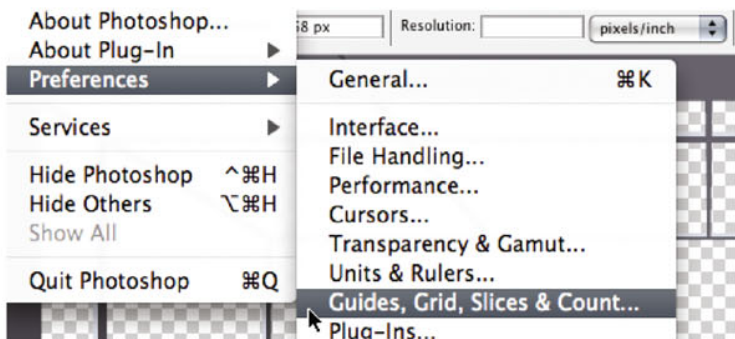 About Photoshop...
About Plug-In
Preferences
Services
Hide Photoshop ^⌘H
Hide Others ⌥⌘H
Show All
Quit Photoshop ⌘Q
px
Resolution:
pixels/inch
General... ⌘K
Interface...
File Handling...
Performance...
Cursors...
Transparency & Gamut...
Units & Rulers...
Guides, Grid, Slices & Count...
Plug-Ins...